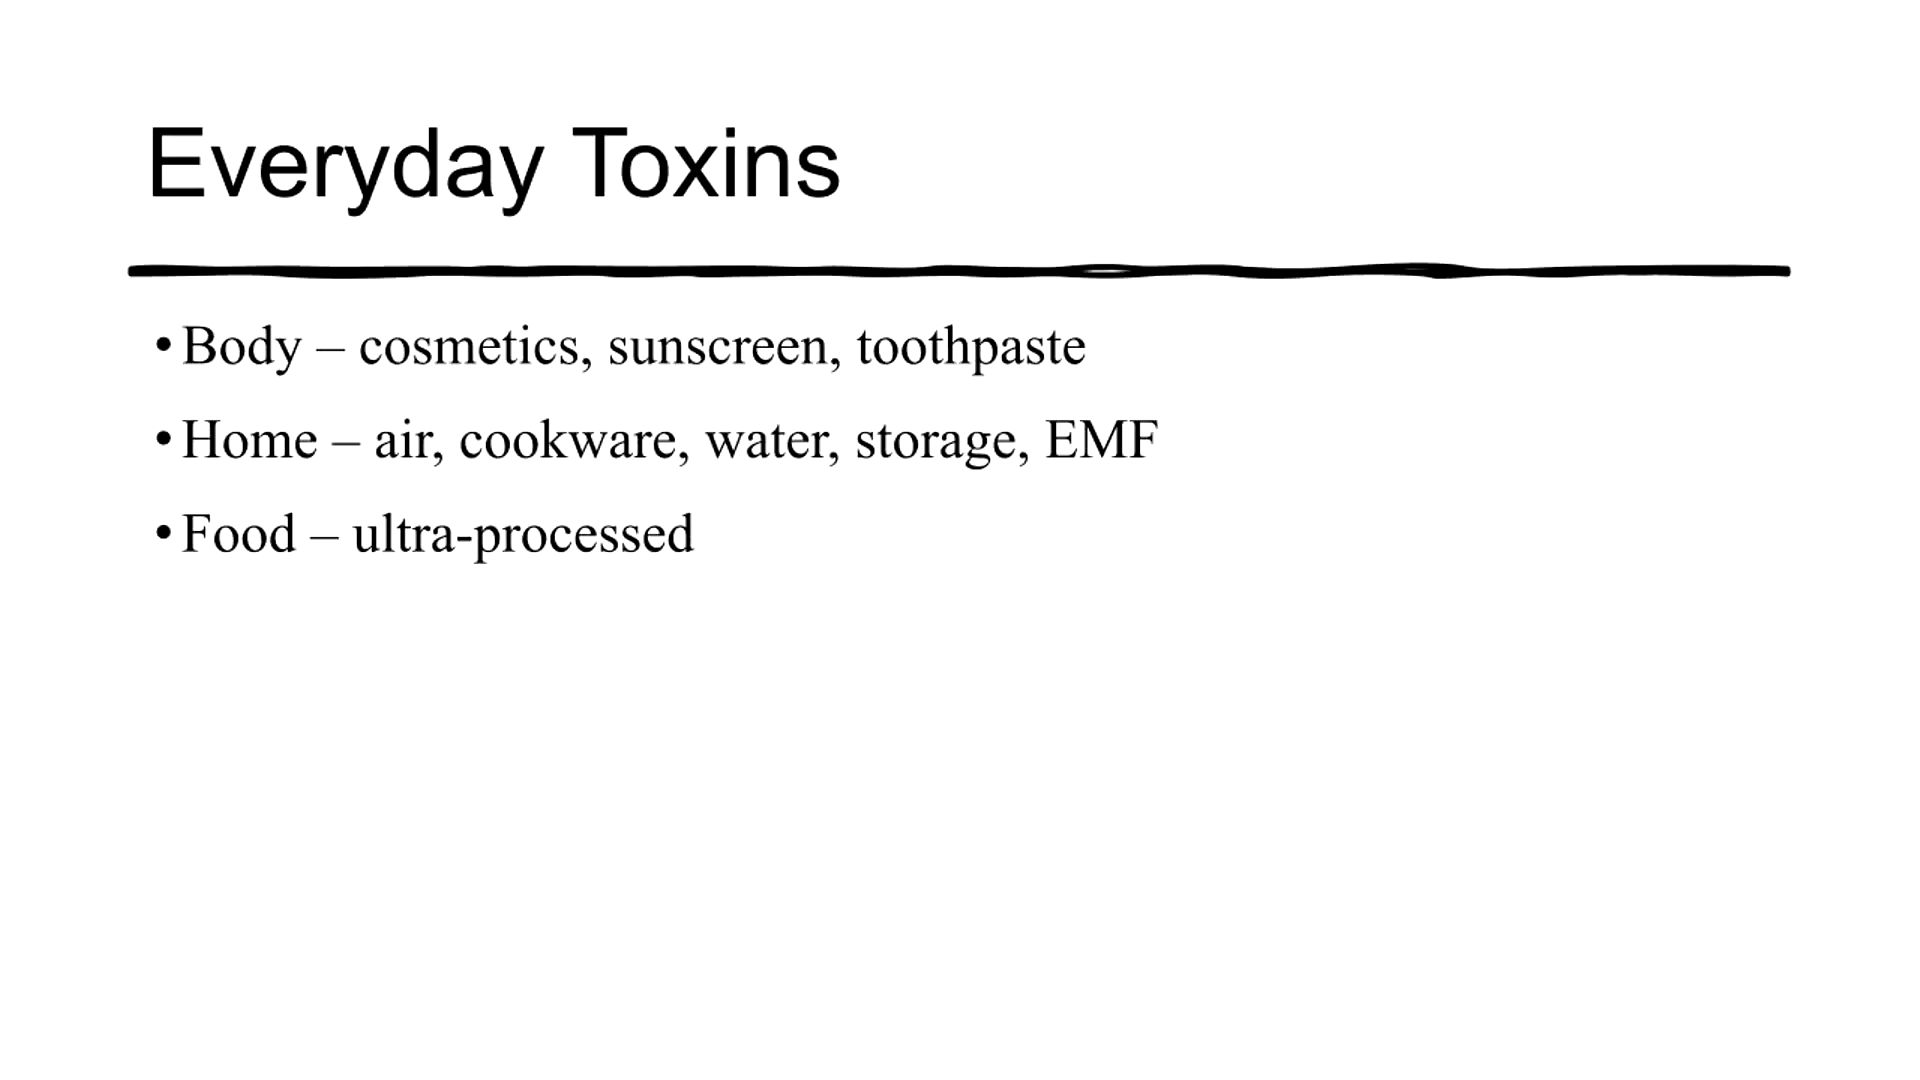 Everyday Toxins
• Body – cosmetics, sunscreen, toothpaste
• Home – air, cookware, water, storage, EMF
• Food – ultra-processed